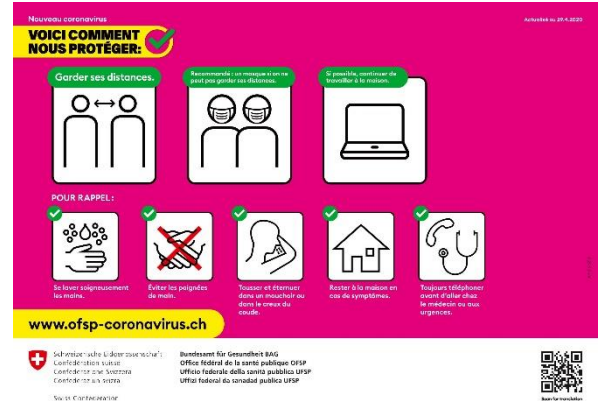 Nouveau coronavirus
Actualisé au 29.4.2020
VOICI COMMENT
NOUS PROTÉGER:
Garder ses distances.
Recommandé : un masque si on ne
peut pas garder ses distances.
Si possible, continuer de
travailler à la maison.
POUR RAPPEL :
Se laver soigneusement
les mains.
Éviter les poignées
de main.
Tousser et éternuer
dans un mouchoir ou
dans le creux du
coude.
Rester à la maison en
cas de symptômes.
Toujours téléphoner
avant d'aller chez
le médecin ou aux
urgences.
www.ofsp-coronavirus.ch
Schweizerische Eidgenossenschaft
Confédération suisse
Confederazione Svizzera
Confederaziun svizra
Swiss Confederation
Bundesamt für Gesundheit BAG
Office fédéral de la santé publique OFSP
Ufficio federale della sanità pubblica UFSP
Uffizi federal da sanadad publica UFSP
Scan for translation